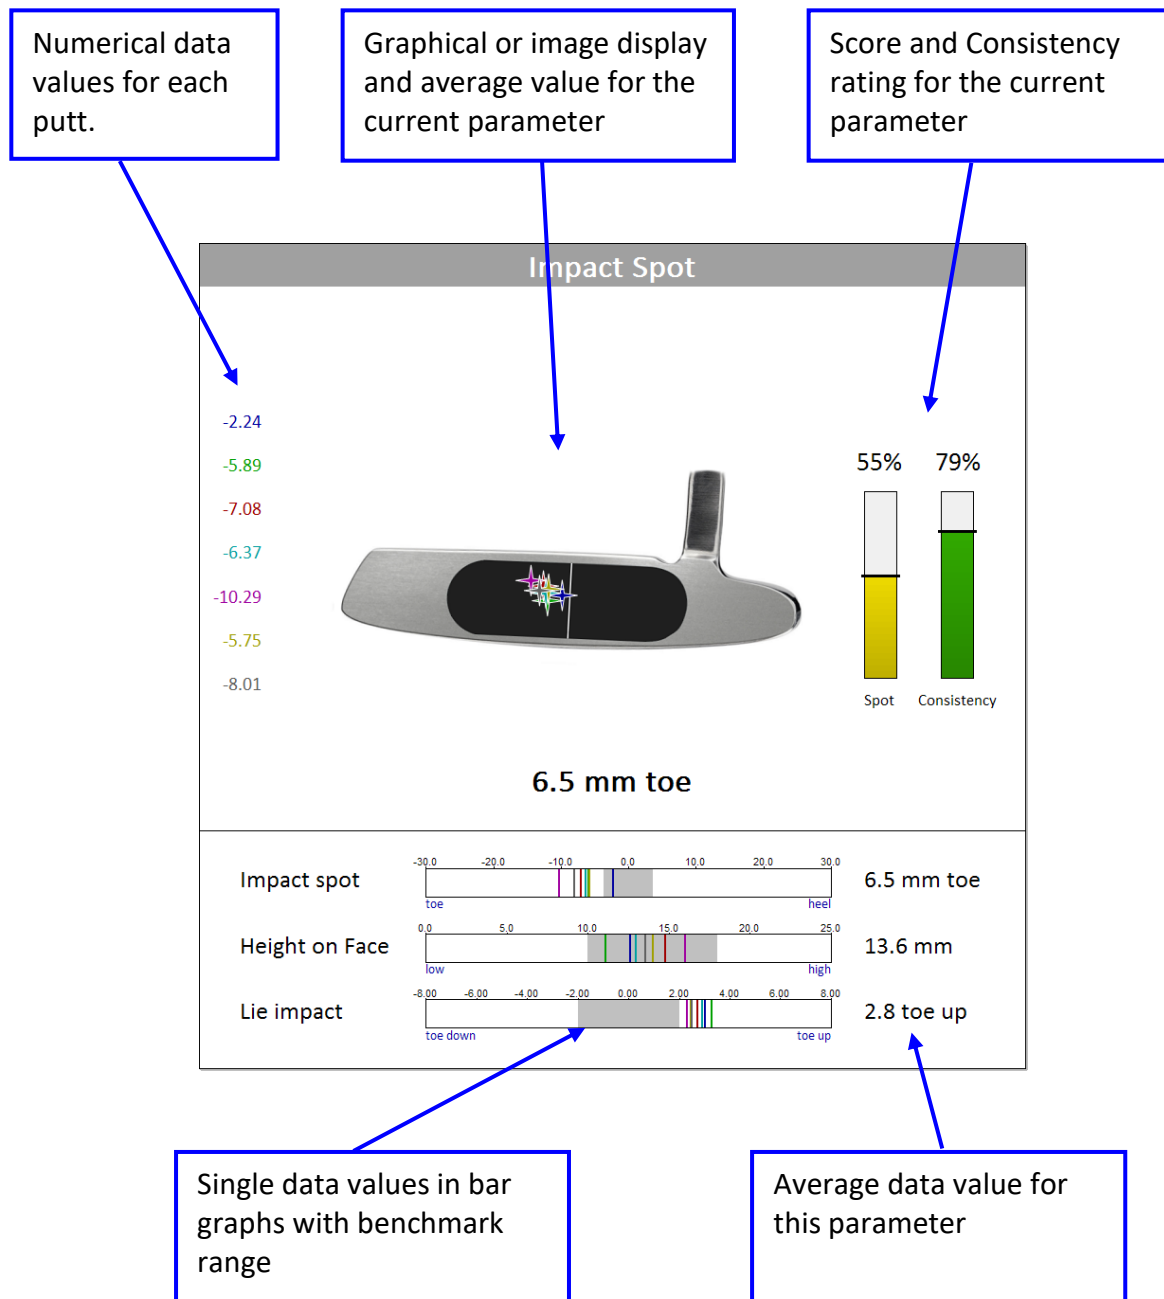 Numerical data
values for each
putt.
Graphical or image display
and average value for the
current parameter
Score and Consistency
rating for the current
parameter
Impact Spot
-2.24
-5.89
-7.08
-6.37
-10.29
-5.75
-8.01
55% 79%
Spot Consistency
6.5 mm toe
-30.0 -20.0 -10.0 0.0 10.0 20.0 30.0
Impact spot 6.5 mm toe
toe heel
0.0 5.0 10.0 15.0 20.0 25.0
Height on Face 13.6 mm
low high
-8.00 -6.00 -4.00 -2.00 0.00 2.00 4.00 6.00 8.00
Lie impact 2.8 toe up
toe down toe up
Single data values in bar
graphs with benchmark
range
Average data value for
this parameter